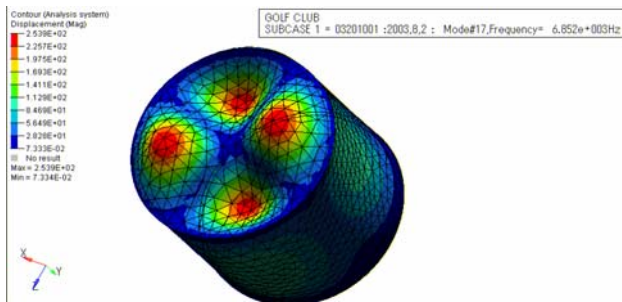 Contour (Analysis system)
Displacement (Mag)
2.539E+02
2.257E+02
1.975E+02
1.693E+02
1.411E+02
1.129E+02
8.469E+01
5.649E+01
2.828E+01
7.333E-02
No result
Max = 2.539E+02
Min = 7.334E-02
GOLF CLUB
SUBCASE 1 = 03201001 :2003,8,2 : Mode#17,Frequency= 6.852e+003Hz
X
Y
Z